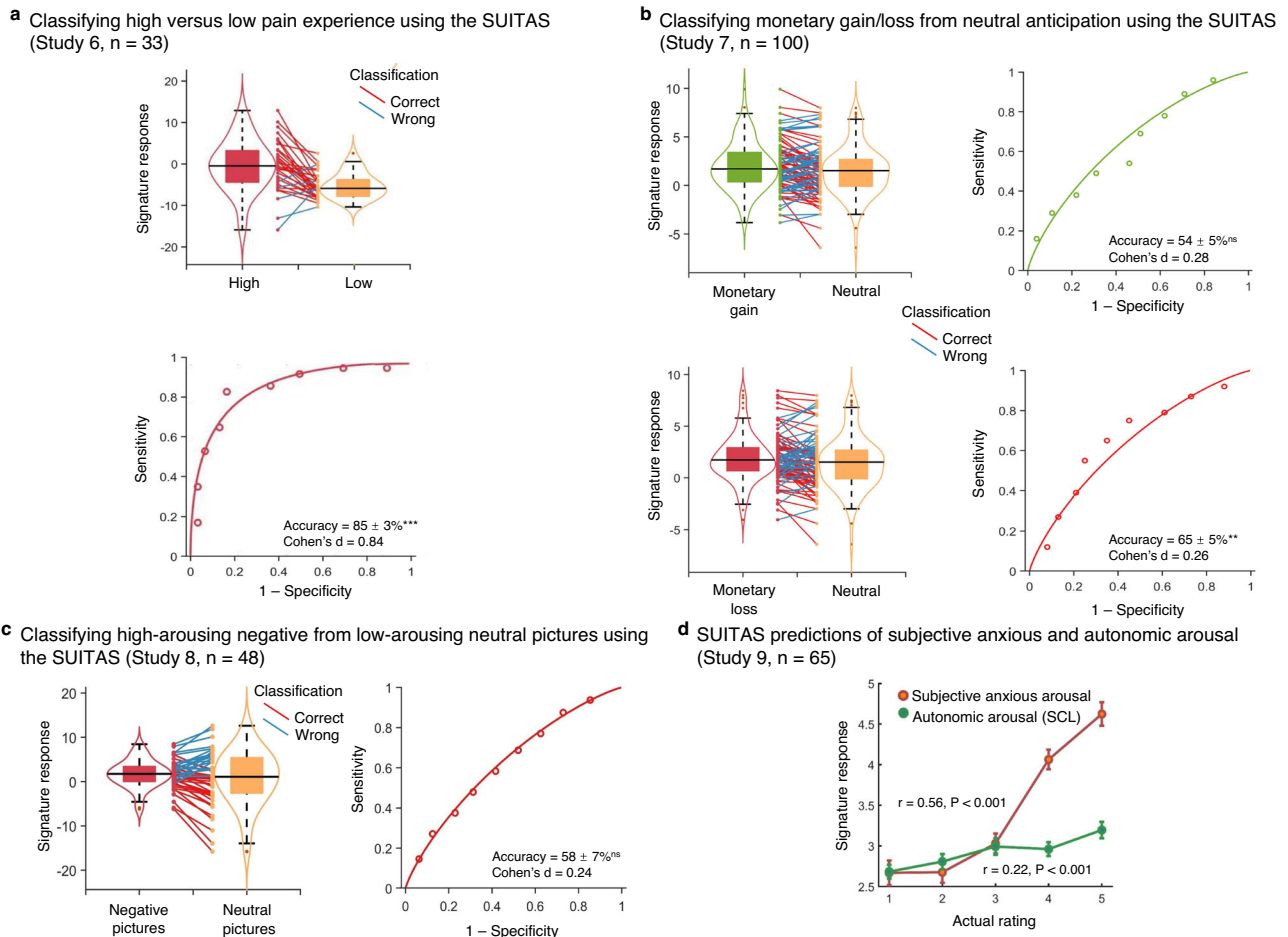 a Classifying high versus low pain experience using the SUITAS
(Study 6, n = 33)
Classification
Correct
Wrong
Signature response
20
10
0
-10
-20
High
Low
Sensitivity
1
0.8
0.6
0.4
0.2
0
Accuracy = 85 ± 3%***
Cohen's d = 0.84
0
0.2
0.4
0.6
0.8
1
1 – Specificity
b Classifying monetary gain/loss from neutral anticipation using the SUITAS
(Study 7, n = 100)
Signature response
10
5
0
-5
Monetary
gain
Neutral
Sensitivity
1
0.8
0.6
0.4
0.2
0
Accuracy = 54 ± 5%ns
Cohen's d = 0.28
0
0.2
0.4
0.6
0.8
1
1 – Specificity
Classification
Correct
Wrong
Signature response
10
5
0
-5
Monetary
loss
Neutral
Sensitivity
1
0.8
0.6
0.4
0.2
0
Accuracy = 65 ± 5%**
Cohen's d = 0.26
0
0.2
0.4
0.6
0.8
1
1 – Specificity
c Classifying high-arousing negative from low-arousing neutral pictures using
the SUITAS (Study 8, n = 48)
Classification
Correct
Wrong
Signature response
20
10
0
-10
-20
Negative
pictures
Neutral
pictures
Sensitivity
1
0.8
0.6
0.4
0.2
0
Accuracy = 58 ± 7%ns
Cohen's d = 0.24
0
0.2
0.4
0.6
0.8
1
1 – Specificity
d SUITAS predictions of subjective anxious and autonomic arousal
(Study 9, n = 65)
Subjective anxious arousal
Autonomic arousal (SCL)
Signature response
5
4.5
4
3.5
3
2.5
r = 0.56, P < 0.001
r = 0.22, P < 0.001
1
2
3
4
5
Actual rating